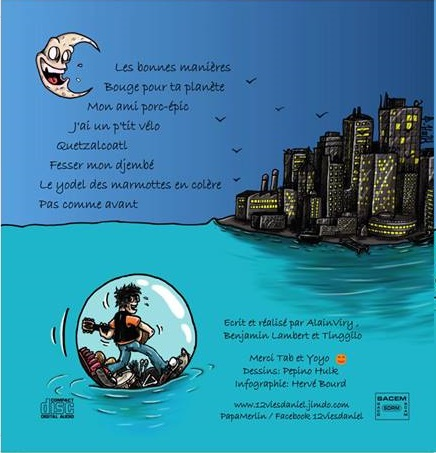 Les bonnes manières
Bouge pour ta planète
Mon ami porc-épic
J'ai un p'tit vélo
Quetzalcoatl
Fesser mon djembé
Le yodel des marmottes en colère
Pas comme avant
Ecrit et réalisé par AlainViry,
Benjamin Lambert et Tinggllo
Merci Tab et Yoyo
Dessins: Pepino Hulk
Infographie: Hervé Bourd
www.12viesdaniel.jimdo.com
PapaMerlin / Facebook 12viesdaniel
COMPACT
disc
DIGITAL AUDIO
SACEM
SDRM